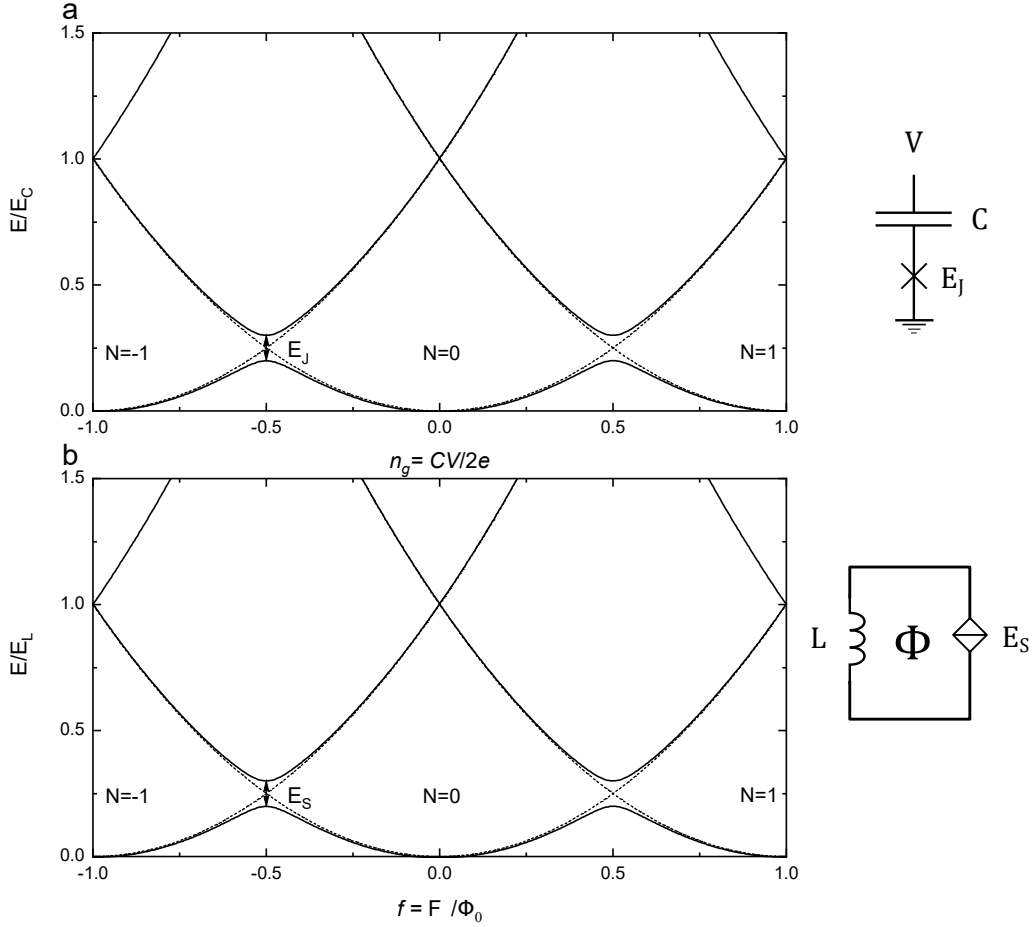 a
1.5
1.0
0.5
0.0
E/E_C
N=-1
E_J
N=0
N=1
-1.0 -0.5 0.0 0.5 1.0
n_g= CV/2e
V
C
E_J
b
1.5
1.0
0.5
0.0
E/E_L
N=-1
E_S
N=0
N=1
-1.0 -0.5 0.0 0.5 1.0
f = F /Φ_0
L
Φ
E_S